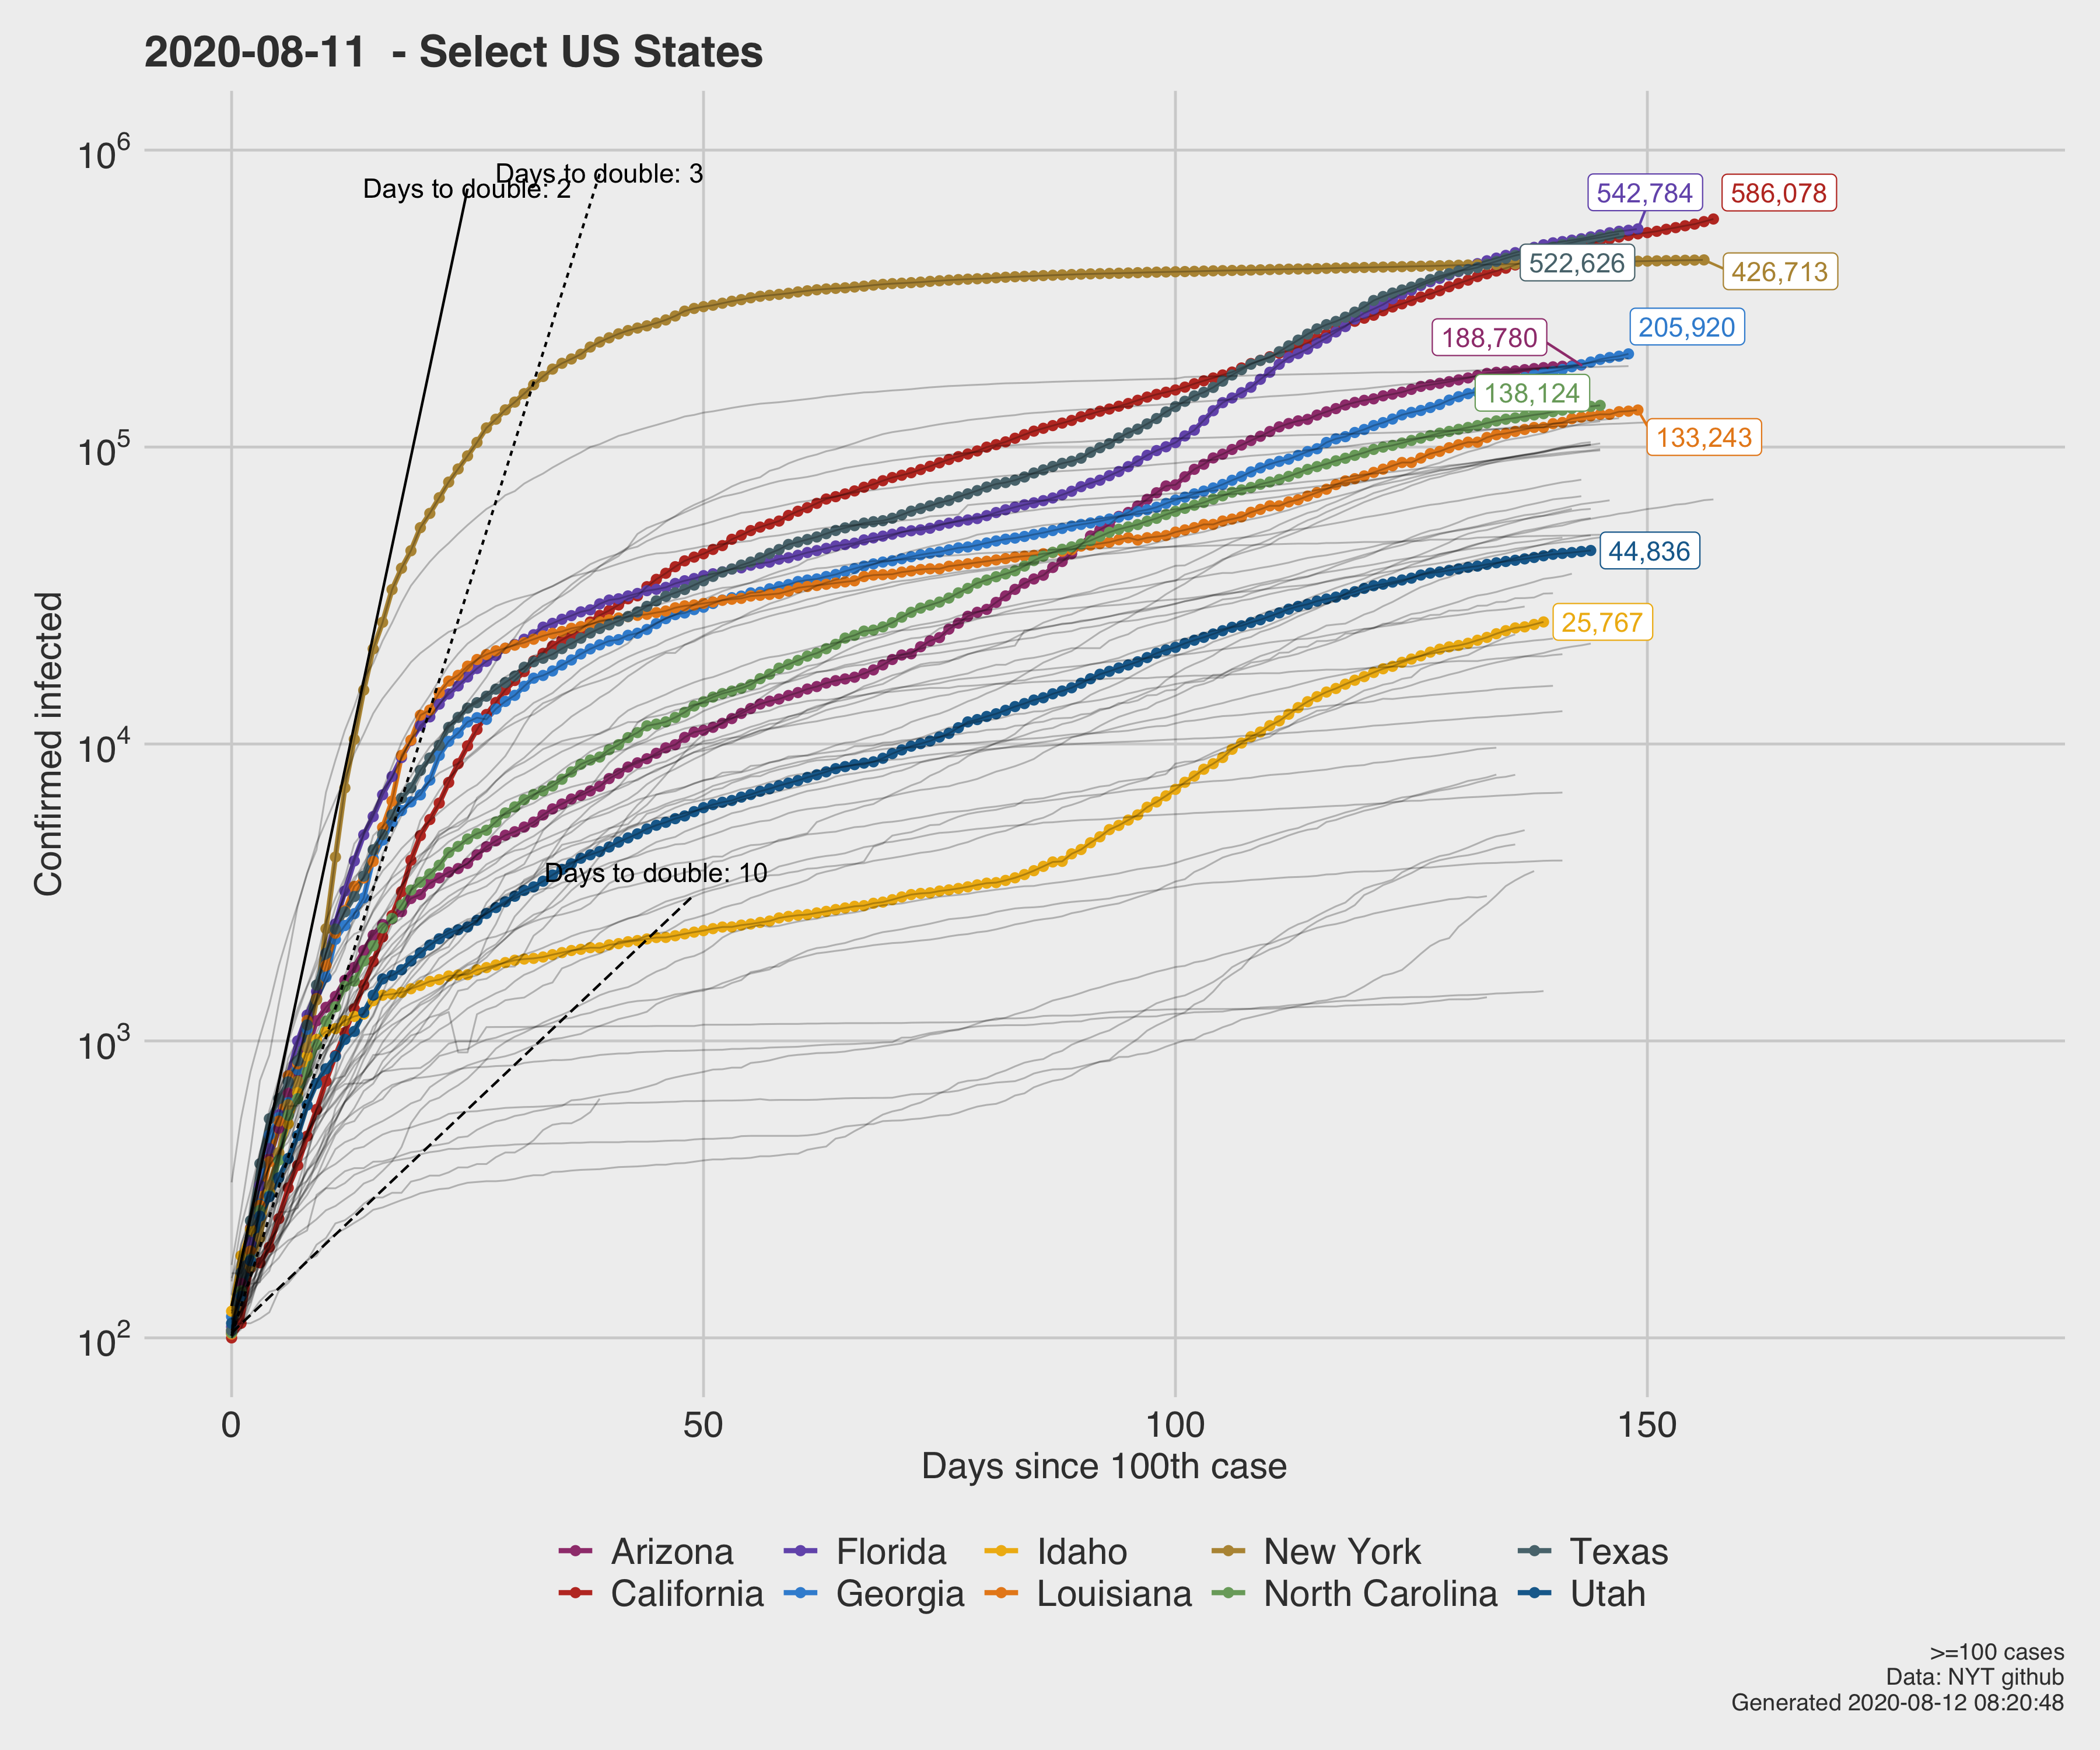 2020-08-11  - Select US States
10^6
10^5
10^4
10^3
10^2
Confirmed infected
Days to double: 2
Days to double: 3
Days to double: 10
542,784
586,078
522,626
426,713
188,780
205,920
138,124
133,243
44,836
25,767
0 50 100 150
Days since 100th case
Arizona Florida Idaho New York Texas
California Georgia Louisiana North Carolina Utah
>=100 cases
Data: NYT github
Generated 2020-08-12 08:20:48